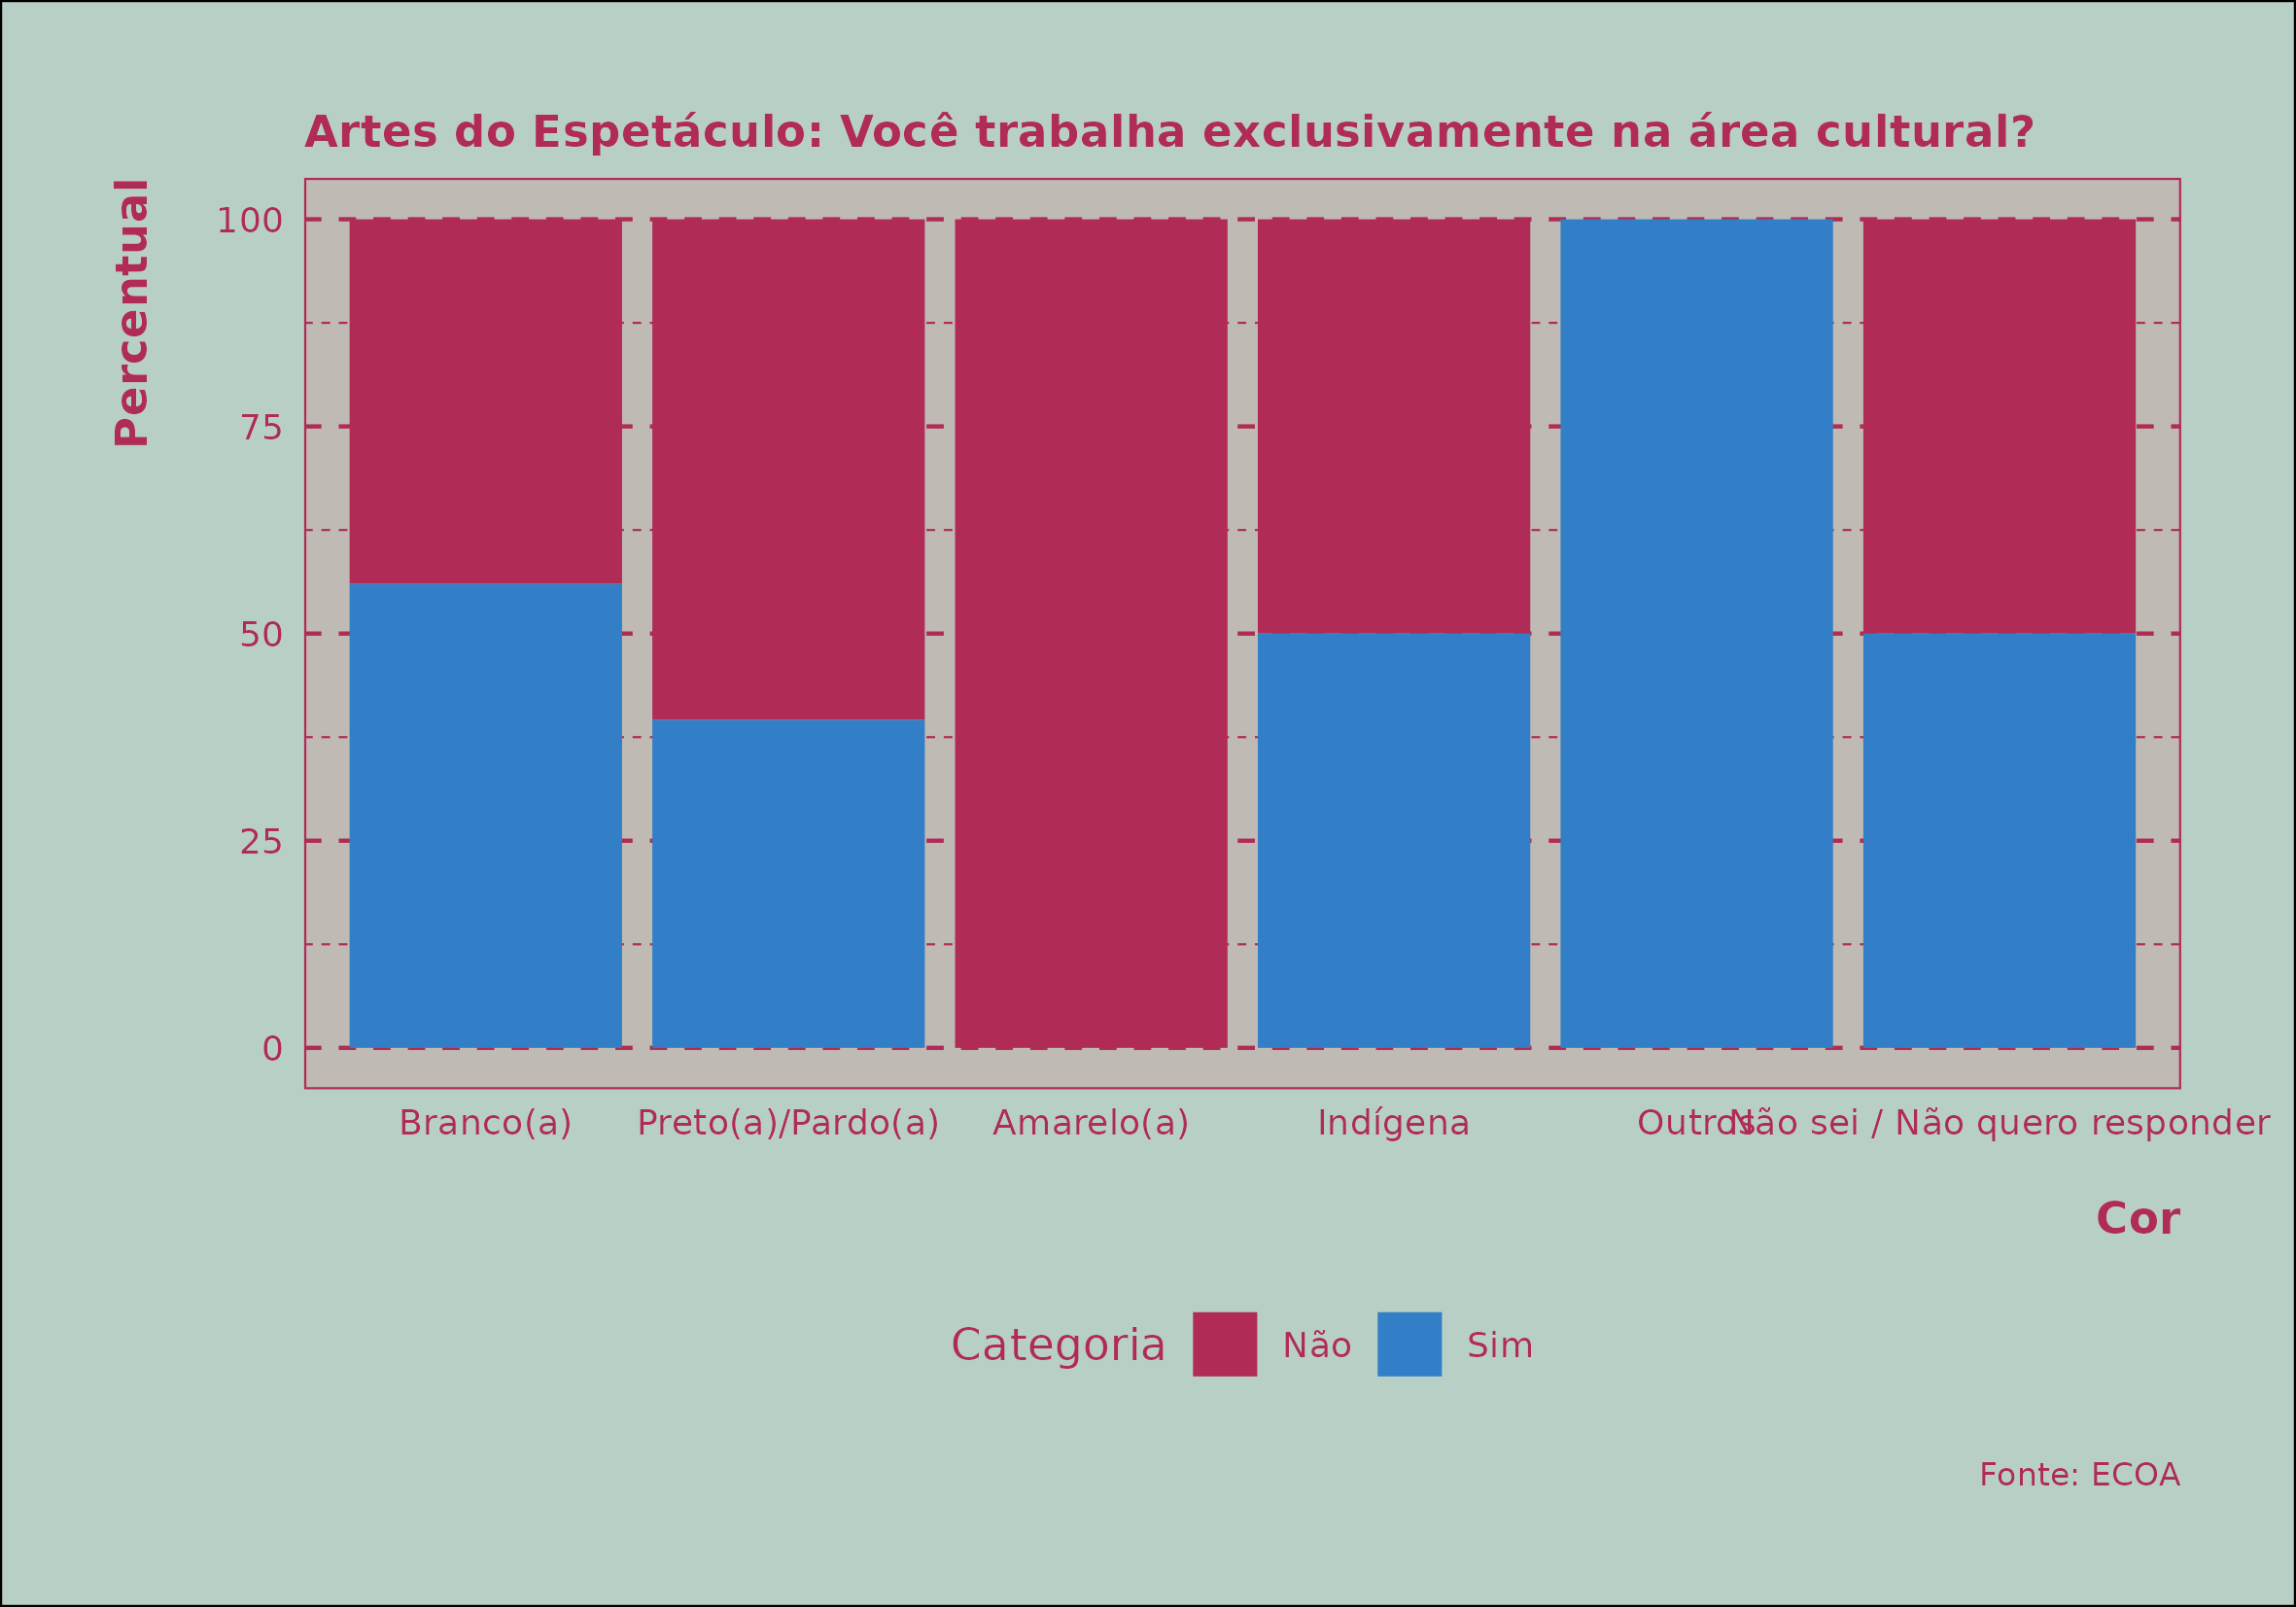 Artes do Espetáculo: Você trabalha exclusivamente na área cultural?
Percentual
100
75
50
25
0
Branco(a) Preto(a)/Pardo(a) Amarelo(a) Indígena Outros Não sei / Não quero responder
Cor
Categoria Não Sim
Fonte: ECOA